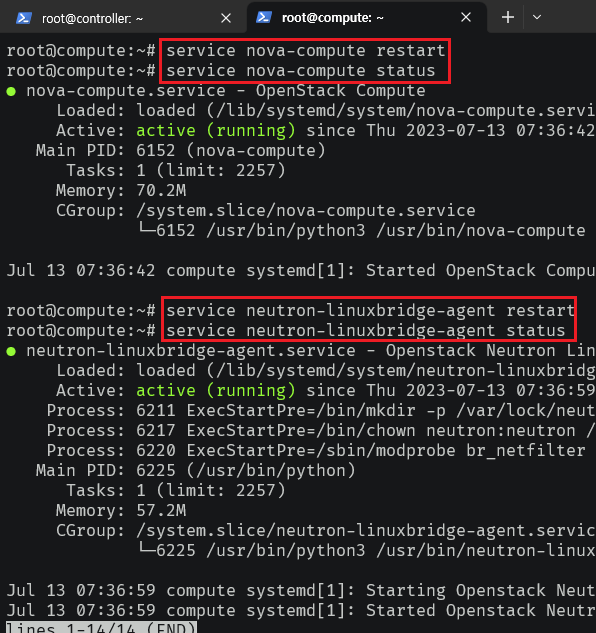 root@controller: ~
root@compute: ~
root@compute:~# service nova-compute restart
root@compute:~# service nova-compute status
● nova-compute.service - OpenStack Compute
Loaded: loaded (/lib/systemd/system/nova-compute.servi
Active: active (running) since Thu 2023-07-13 07:36:42
Main PID: 6152 (nova-compute)
Tasks: 1 (limit: 2257)
Memory: 70.2M
CGroup: /system.slice/nova-compute.service
└─6152 /usr/bin/python3 /usr/bin/nova-compute
Jul 13 07:36:42 compute systemd[1]: Started OpenStack Compu
root@compute:~# service neutron-linuxbridge-agent restart
root@compute:~# service neutron-linuxbridge-agent status
● neutron-linuxbridge-agent.service - Openstack Neutron Lin
Loaded: loaded (/lib/systemd/system/neutron-linuxbridg
Active: active (running) since Thu 2023-07-13 07:36:59
Process: 6211 ExecStartPre=/bin/mkdir -p /var/lock/neut
Process: 6217 ExecStartPre=/bin/chown neutron:neutron /
Process: 6220 ExecStartPre=/sbin/modprobe br_netfilter
Main PID: 6225 (/usr/bin/python)
Tasks: 1 (limit: 2257)
Memory: 57.2M
CGroup: /system.slice/neutron-linuxbridge-agent.servic
└─6225 /usr/bin/python3 /usr/bin/neutron-linux
Jul 13 07:36:59 compute systemd[1]: Starting Openstack Neut
Jul 13 07:36:59 compute systemd[1]: Started Openstack Neutr
lines 1-14/14 (END)